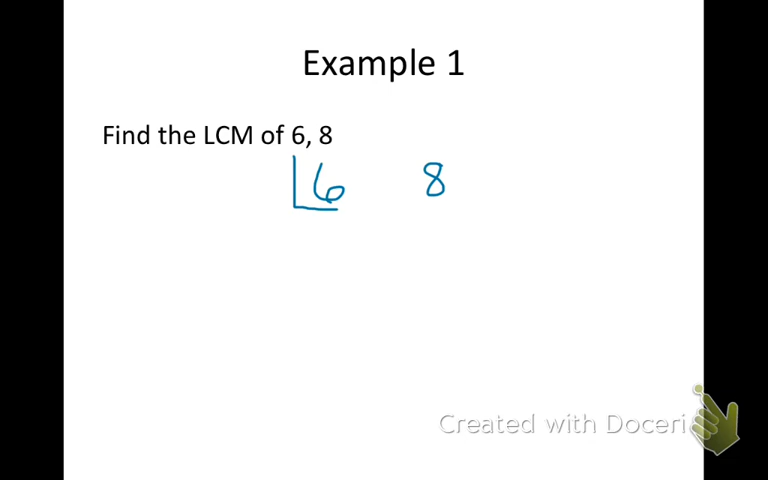 Example 1
Find the LCM of 6, 8
6 8
Created with Doceri